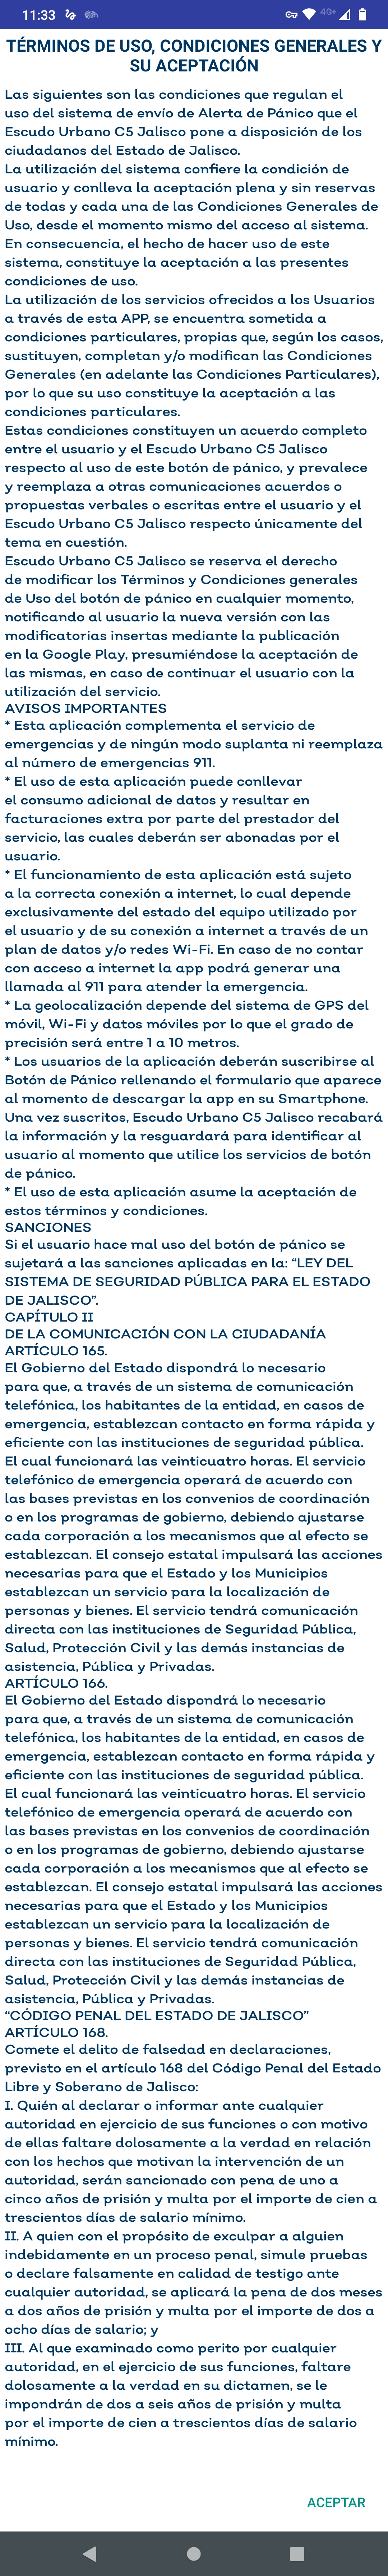 11:33
4G+
TÉRMINOS DE USO, CONDICIONES GENERALES Y
SU ACEPTACIÓN
Las siguientes son las condiciones que regulan el
uso del sistema de envío de Alerta de Pánico que el
Escudo Urbano C5 Jalisco pone a disposición de los
ciudadanos del Estado de Jalisco.
La utilización del sistema confiere la condición de
usuario y conlleva la aceptación plena y sin reservas
de todas y cada una de las Condiciones Generales de
Uso, desde el momento mismo del acceso al sistema.
En consecuencia, el hecho de hacer uso de este
sistema, constituye la aceptación a las presentes
condiciones de uso.
La utilización de los servicios ofrecidos a los Usuarios
a través de esta APP, se encuentra sometida a
condiciones particulares, propias que, según los casos,
sustituyen, completan y/o modifican las Condiciones
Generales (en adelante las Condiciones Particulares),
por lo que su uso constituye la aceptación a las
condiciones particulares.
Estas condiciones constituyen un acuerdo completo
entre el usuario y el Escudo Urbano C5 Jalisco
respecto al uso de este botón de pánico, y prevalece
y reemplaza a otras comunicaciones acuerdos o
propuestas verbales o escritas entre el usuario y el
Escudo Urbano C5 Jalisco respecto únicamente del
tema en cuestión.
Escudo Urbano C5 Jalisco se reserva el derecho
de modificar los Términos y Condiciones generales
de Uso del botón de pánico en cualquier momento,
notificando al usuario la nueva versión con las
modificatorias insertas mediante la publicación
en la Google Play, presumiéndose la aceptación de
las mismas, en caso de continuar el usuario con la
utilización del servicio.
AVISOS IMPORTANTES
* Esta aplicación complementa el servicio de
emergencias y de ningún modo suplanta ni reemplaza
al número de emergencias 911.
* El uso de esta aplicación puede conllevar
el consumo adicional de datos y resultar en
facturaciones extra por parte del prestador del
servicio, las cuales deberán ser abonadas por el
usuario.
* El funcionamiento de esta aplicación está sujeto
a la correcta conexión a internet, lo cual depende
exclusivamente del estado del equipo utilizado por
el usuario y de su conexión a internet a través de un
plan de datos y/o redes Wi-Fi. En caso de no contar
con acceso a internet la app podrá generar una
llamada al 911 para atender la emergencia.
* La geolocalización depende del sistema de GPS del
móvil, Wi-Fi y datos móviles por lo que el grado de
precisión será entre 1 a 10 metros.
* Los usuarios de la aplicación deberán suscribirse al
Botón de Pánico rellenando el formulario que aparece
al momento de descargar la app en su Smartphone.
Una vez suscritos, Escudo Urbano C5 Jalisco recabará
la información y la resguardará para identificar al
usuario al momento que utilice los servicios de botón
de pánico.
* El uso de esta aplicación asume la aceptación de
estos términos y condiciones.
SANCIONES
Si el usuario hace mal uso del botón de pánico se
sujetará a las sanciones aplicadas en la: “LEY DEL
SISTEMA DE SEGURIDAD PÚBLICA PARA EL ESTADO
DE JALISCO”.
CAPÍTULO II
DE LA COMUNICACIÓN CON LA CIUDADANÍA
ARTÍCULO 165.
El Gobierno del Estado dispondrá lo necesario
para que, a través de un sistema de comunicación
telefónica, los habitantes de la entidad, en casos de
emergencia, establezcan contacto en forma rápida y
eficiente con las instituciones de seguridad pública.
El cual funcionará las veinticuatro horas. El servicio
telefónico de emergencia operará de acuerdo con
las bases previstas en los convenios de coordinación
o en los programas de gobierno, debiendo ajustarse
cada corporación a los mecanismos que al efecto se
establezcan. El consejo estatal impulsará las acciones
necesarias para que el Estado y los Municipios
establezcan un servicio para la localización de
personas y bienes. El servicio tendrá comunicación
directa con las instituciones de Seguridad Pública,
Salud, Protección Civil y las demás instancias de
asistencia, Pública y Privadas.
ARTÍCULO 166.
El Gobierno del Estado dispondrá lo necesario
para que, a través de un sistema de comunicación
telefónica, los habitantes de la entidad, en casos de
emergencia, establezcan contacto en forma rápida y
eficiente con las instituciones de seguridad pública.
El cual funcionará las veinticuatro horas. El servicio
telefónico de emergencia operará de acuerdo con
las bases previstas en los convenios de coordinación
o en los programas de gobierno, debiendo ajustarse
cada corporación a los mecanismos que al efecto se
establezcan. El consejo estatal impulsará las acciones
necesarias para que el Estado y los Municipios
establezcan un servicio para la localización de
personas y bienes. El servicio tendrá comunicación
directa con las instituciones de Seguridad Pública,
Salud, Protección Civil y las demás instancias de
asistencia, Pública y Privadas.
“CÓDIGO PENAL DEL ESTADO DE JALISCO”
ARTÍCULO 168.
Comete el delito de falsedad en declaraciones,
previsto en el artículo 168 del Código Penal del Estado
Libre y Soberano de Jalisco:
I. Quién al declarar o informar ante cualquier
autoridad en ejercicio de sus funciones o con motivo
de ellas faltare dolosamente a la verdad en relación
con los hechos que motivan la intervención de un
autoridad, serán sancionado con pena de uno a
cinco años de prisión y multa por el importe de cien a
trescientos días de salario mínimo.
II. A quien con el propósito de exculpar a alguien
indebidamente en un proceso penal, simule pruebas
o declare falsamente en calidad de testigo ante
cualquier autoridad, se aplicará la pena de dos meses
a dos años de prisión y multa por el importe de dos a
ocho días de salario; y
III. Al que examinado como perito por cualquier
autoridad, en el ejercicio de sus funciones, faltare
dolosamente a la verdad en su dictamen, se le
impondrán de dos a seis años de prisión y multa
por el importe de cien a trescientos días de salario
mínimo.
ACEPTAR